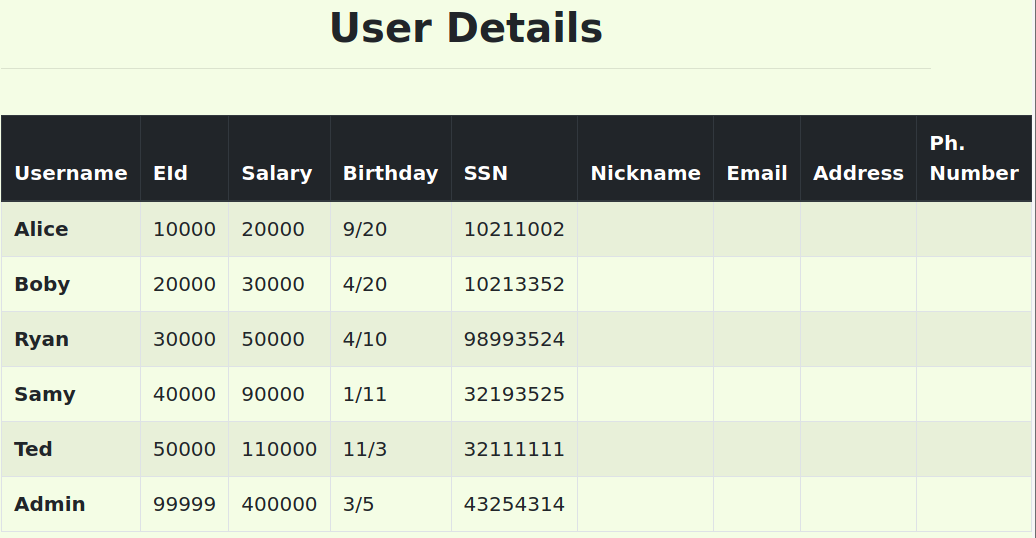 User Details
Username EId Salary Birthday SSN Nickname Email Address Ph. Number
Alice 10000 20000 9/20 10211002
Boby 20000 30000 4/20 10213352
Ryan 30000 50000 4/10 98993524
Samy 40000 90000 1/11 32193525
Ted 50000 110000 11/3 32111111
Admin 99999 400000 3/5 43254314